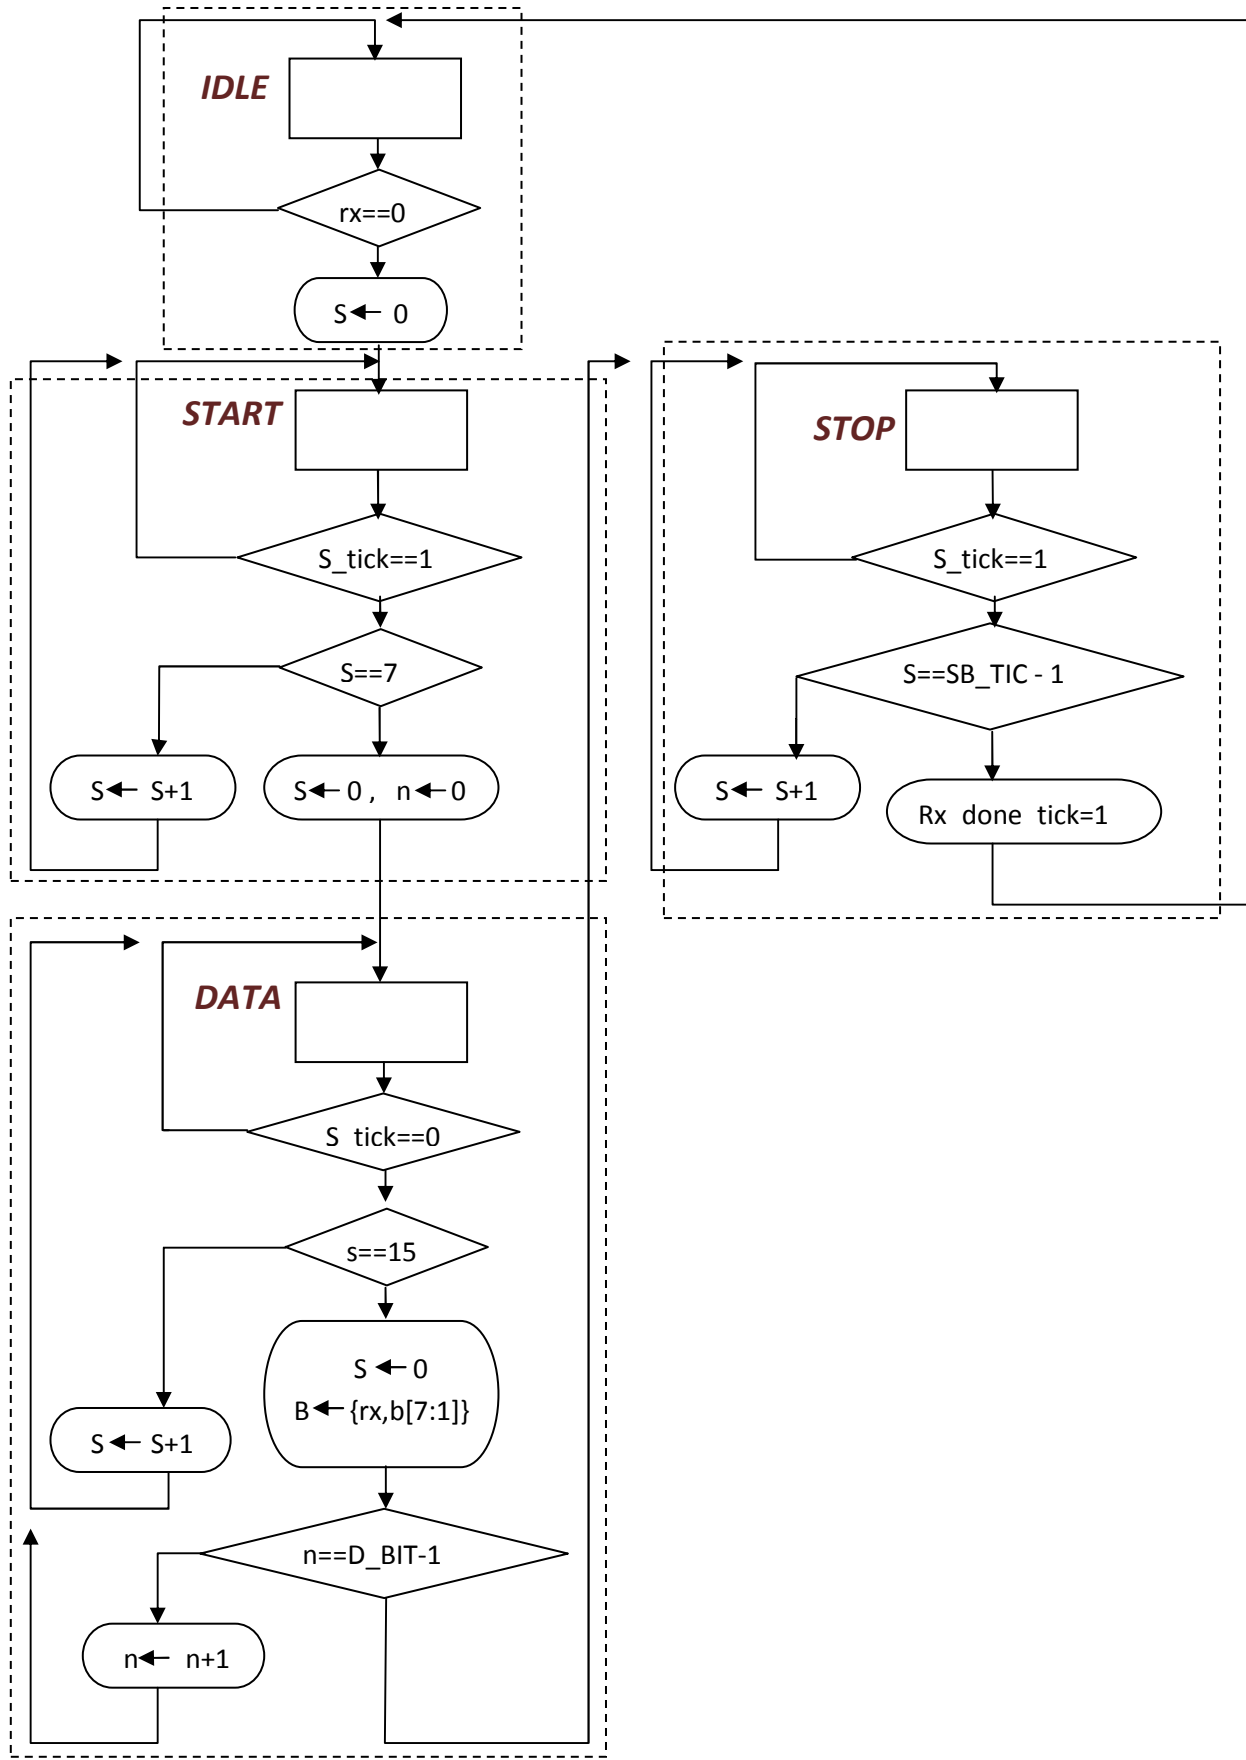 IDLE
rx==0
S← 0
START
S_tick==1
S==7
S← S+1
S← 0 , n←0
DATA
S tick==0
s==15
S ← 0
B← {rx,b[7:1]}
S ← S+1
n==D_BIT-1
n← n+1
STOP
S_tick==1
S==SB_TIC - 1
S← S+1
Rx done tick=1